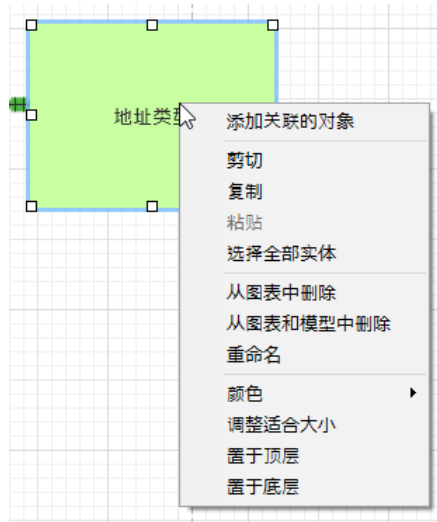 地址类型
添加关联的对象
剪切
复制
粘贴
选择全部实体
从图表中删除
从图表和模型中删除
重命名
颜色
调整适合大小
置于顶层
置于底层